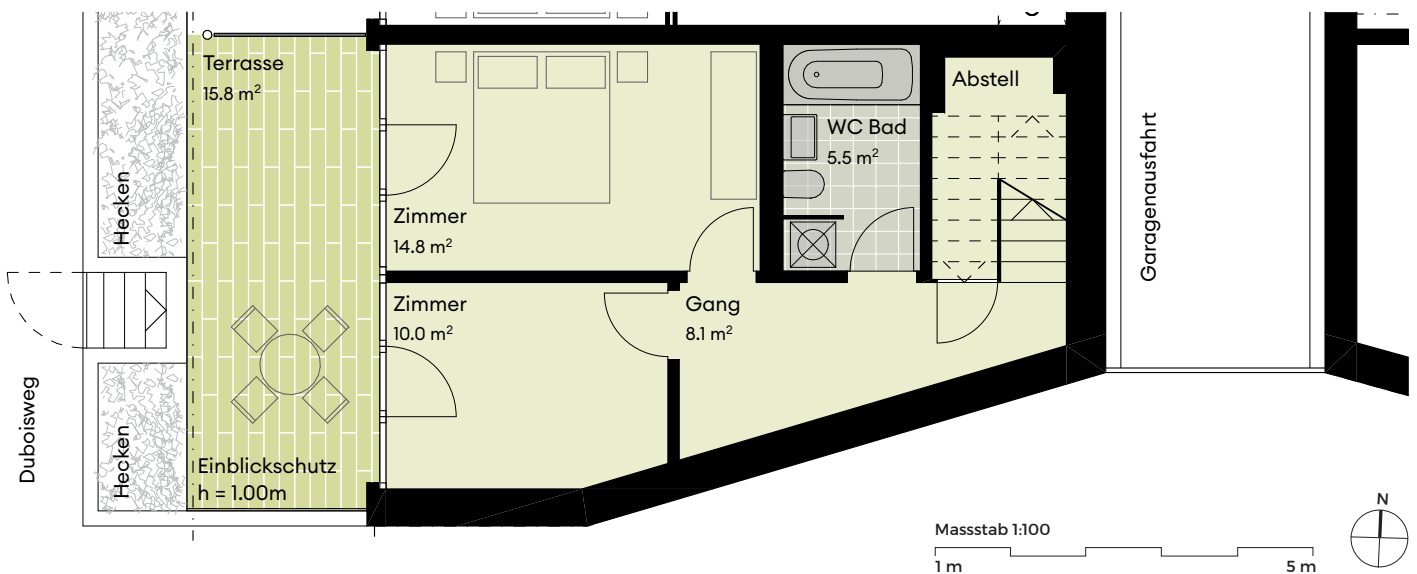 Terrasse
15.8 m²
Hecken
Zimmer
14.8 m²
WC Bad
5.5 m²
Abstell
Garagenausfahrt
Zimmer
10.0 m²
Gang
8.1 m²
Duboisweg
Hecken
Einblickschutz
h = 1.00m
Massstab 1:100
1 m
5 m
N